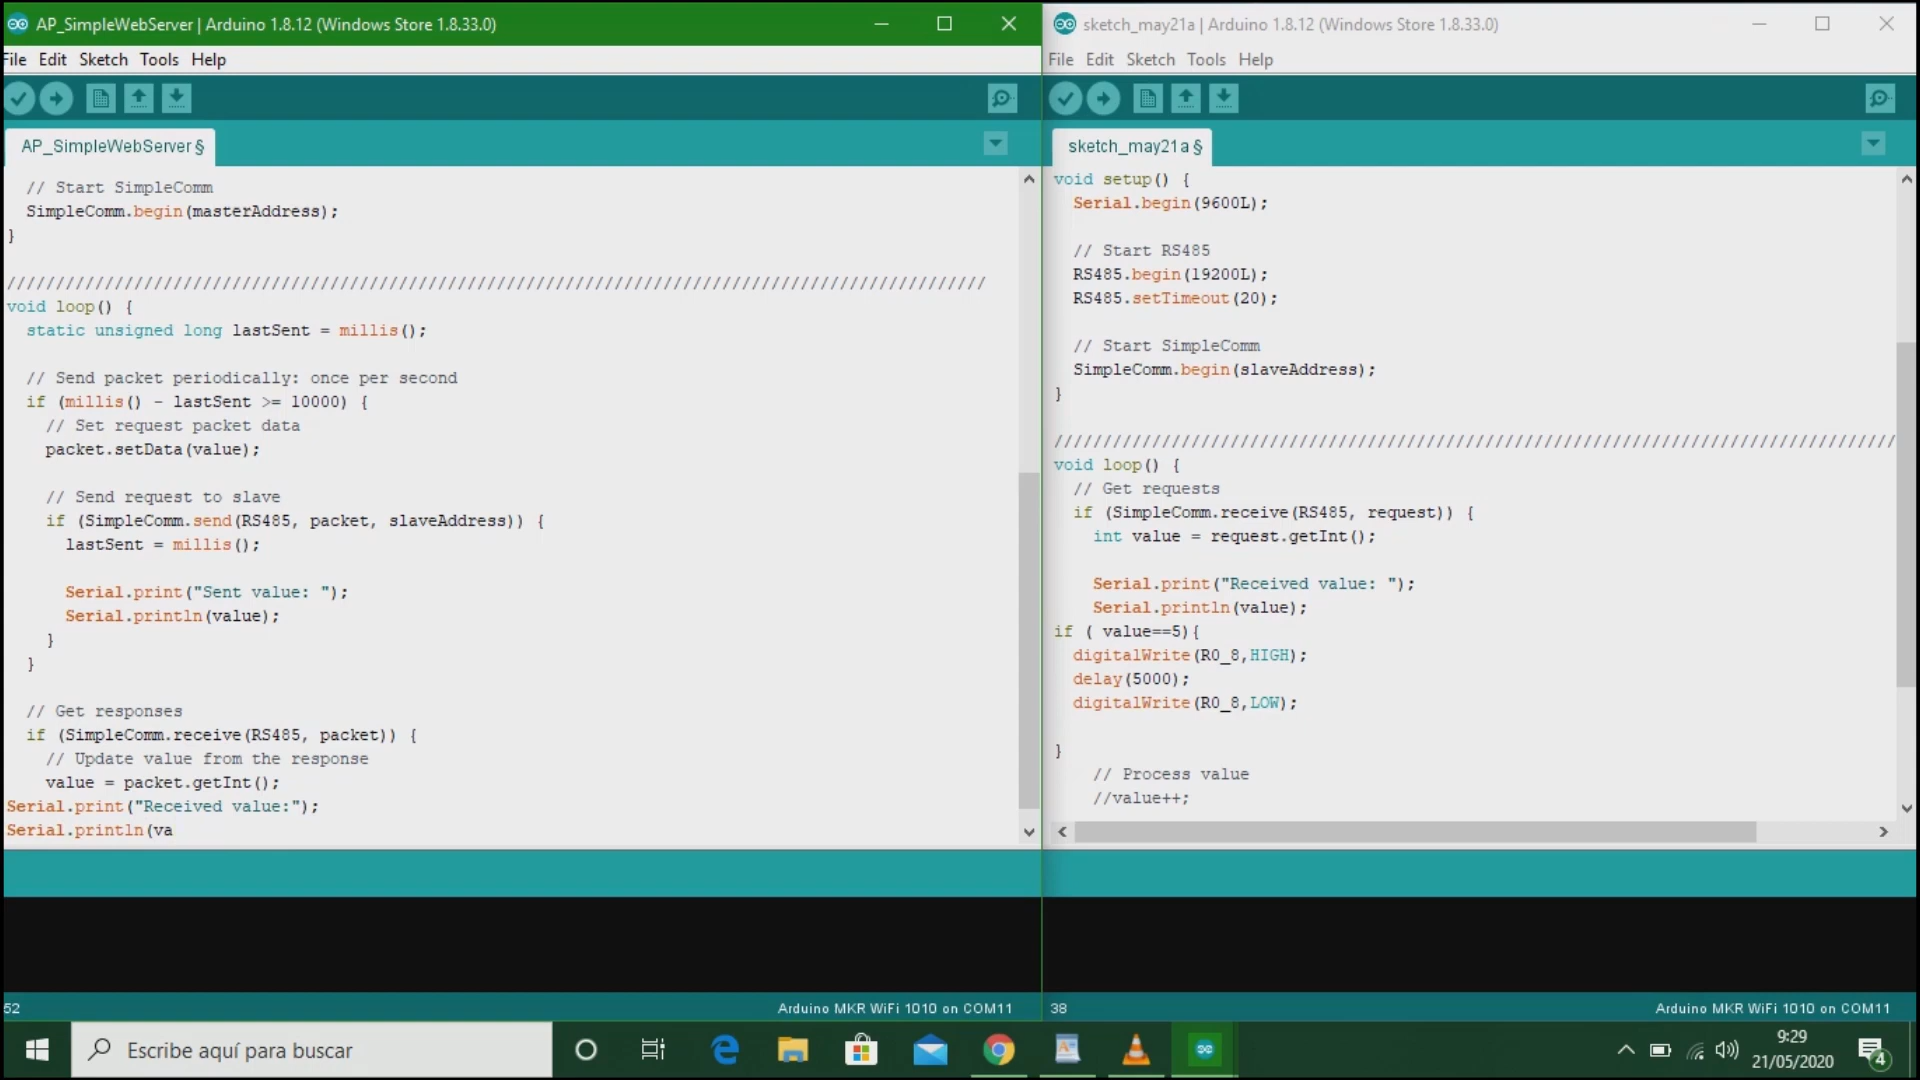 AP_SimpleWebServer | Arduino 1.8.12 (Windows Store 1.8.33.0)
File Edit Sketch Tools Help
AP_SimpleWebServer §
// Start SimpleComm
SimpleComm.begin(masterAddress);
}
////////////////////////////////////////////////////////////////////////////////////////////////////
void loop() {
static unsigned long lastSent = millis();
// Send packet periodically: once per second
if (millis() - lastSent >= 10000) {
// Set request packet data
packet.setData(value);
// Send request to slave
if (SimpleComm.send(RS485, packet, slaveAddress)) {
lastSent = millis();
Serial.print("Sent value: ");
Serial.println(value);
}
}
// Get responses
if (SimpleComm.receive(RS485, packet)) {
// Update value from the response
value = packet.getInt();
Serial.print("Received value:");
Serial.println(va
52
Arduino MKR WiFi 1010 on COM11
sketch_may21a | Arduino 1.8.12 (Windows Store 1.8.33.0)
File Edit Sketch Tools Help
sketch_may21a §
void setup() {
Serial.begin(9600L);
// Start RS485
RS485.begin(19200L);
RS485.setTimeout(20);
// Start SimpleComm
SimpleComm.begin(slaveAddress);
}
//////////////////////////////////////////////////////////////////////////////////////
void loop() {
// Get requests
if (SimpleComm.receive(RS485, request)) {
int value = request.getInt();
Serial.print("Received value: ");
Serial.println(value);
if ( value==5){
digitalWrite(R0_8,HIGH);
delay(5000);
digitalWrite(R0_8,LOW);
}
// Process value
//value++;
38
Arduino MKR WiFi 1010 on COM11
Escribe aquí para buscar
9:29
21/05/2020
4